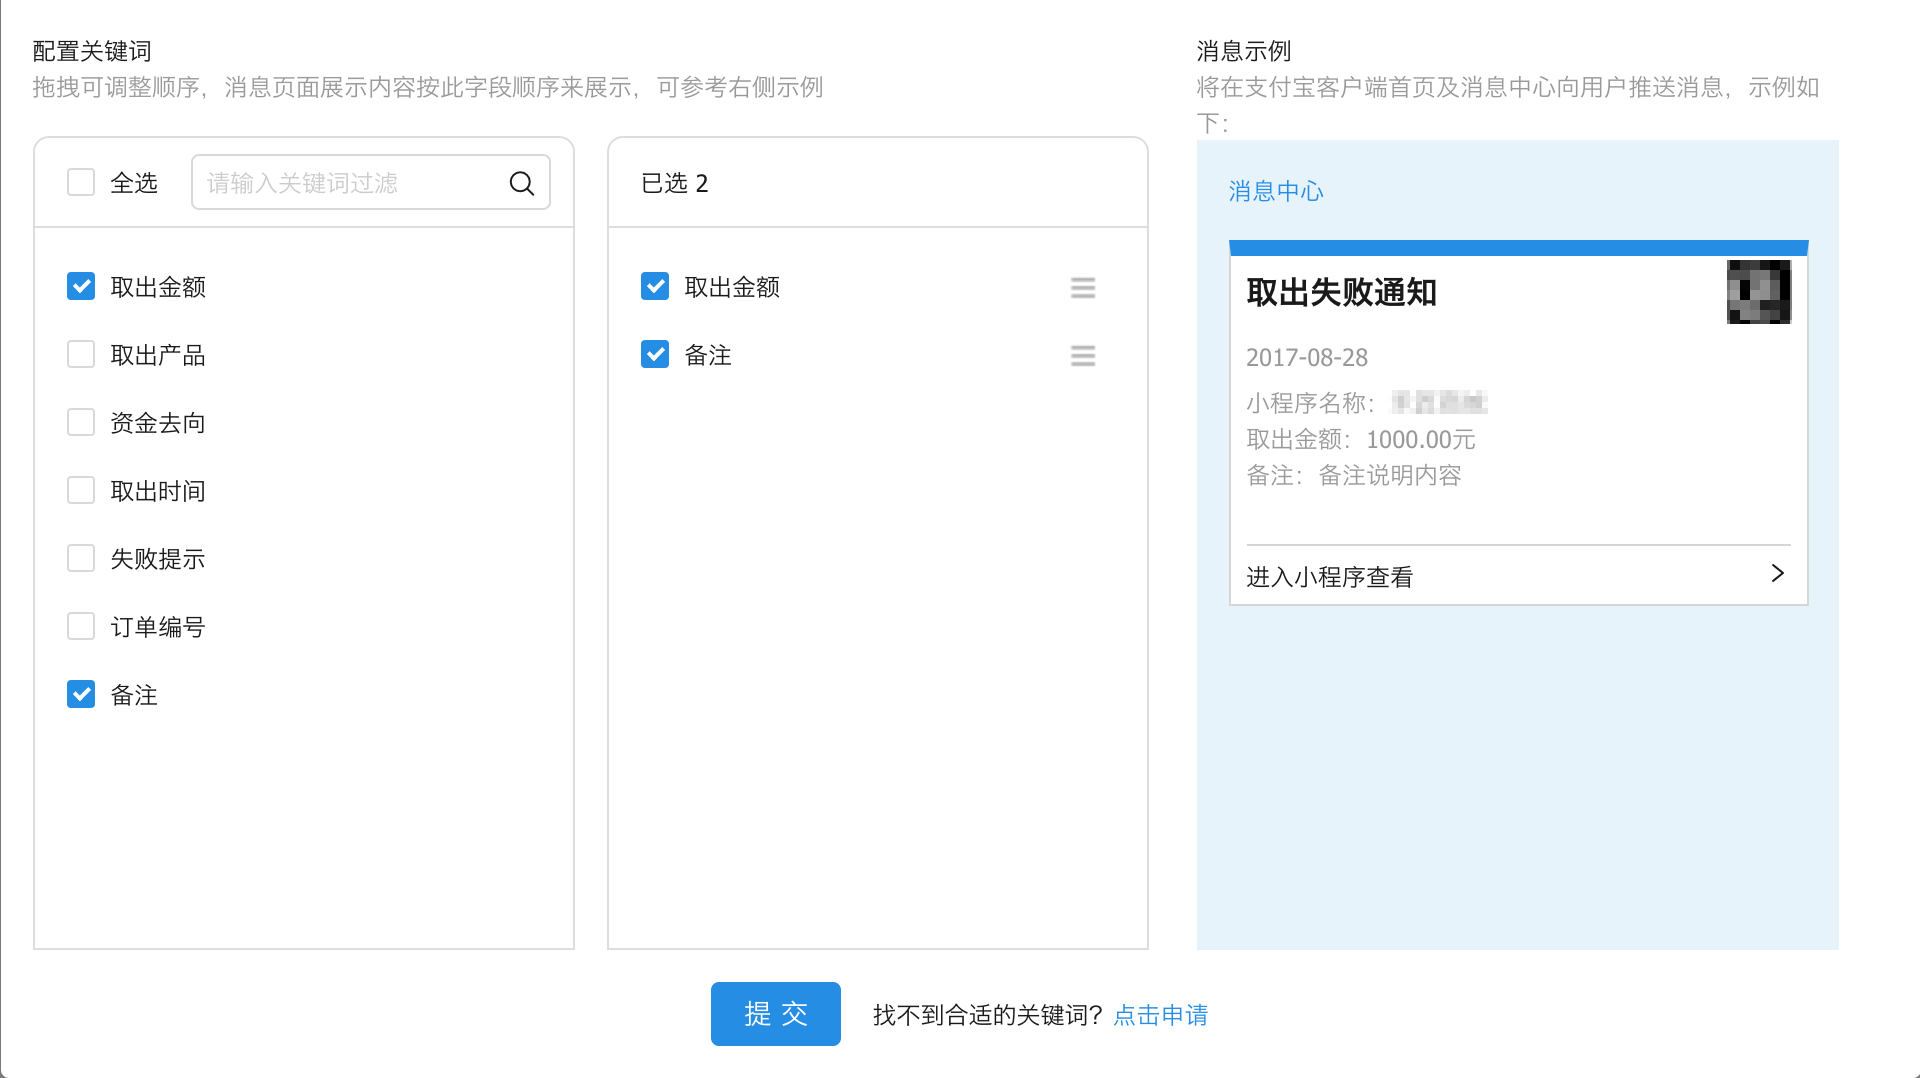 配置关键词
拖拽可调整顺序，消息页面展示内容按此字段顺序来展示，可参考右侧示例
全选
请输入关键词过滤
取出金额
取出产品
资金去向
取出时间
失败提示
订单编号
备注
已选 2
取出金额
备注
消息示例
将在支付宝客户端首页及消息中心向用户推送消息，示例如
下：
消息中心
取出失败通知
2017-08-28
小程序名称：
取出金额：1000.00元
备注：备注说明内容
进入小程序查看
提 交
找不到合适的关键词？点击申请